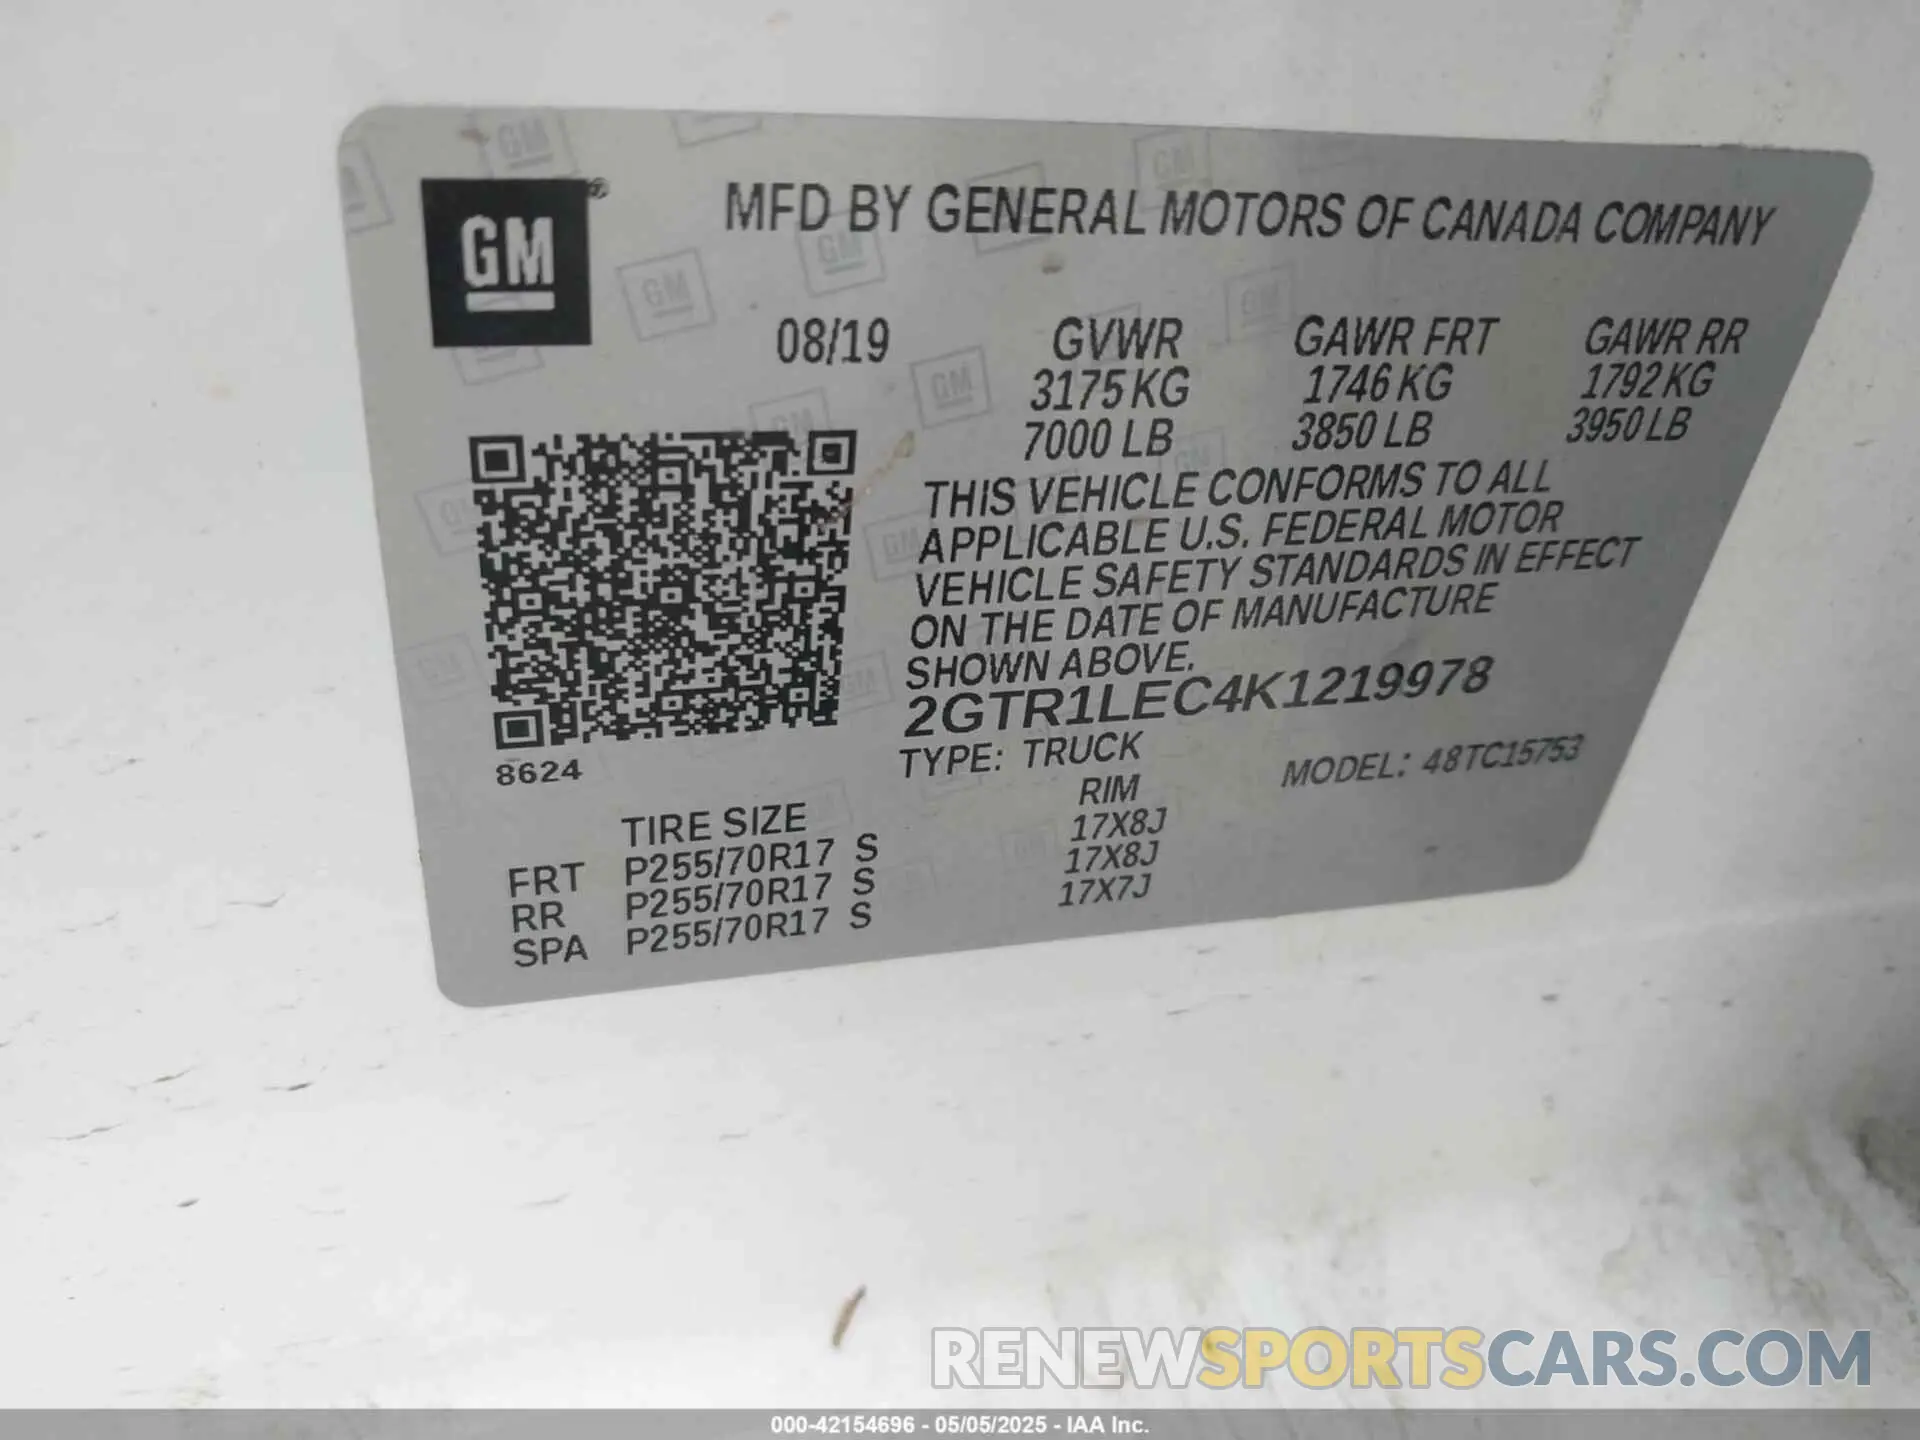 GM ®
MFD BY GENERAL MOTORS OF CANADA COMPANY
08/19 GVWR GAWR FRT GAWR RR
3175 KG 1746 KG 1792 KG
7000 LB 3850 LB 3950 LB
THIS VEHICLE CONFORMS TO ALL
APPLICABLE U.S. FEDERAL MOTOR
VEHICLE SAFETY STANDARDS IN EFFECT
ON THE DATE OF MANUFACTURE
SHOWN ABOVE.
2GTR1LEC4K1219978
TYPE: TRUCK MODEL: 48TC15753
8624
TIRE SIZE RIM
FRT P255/70R17 S 17X8J
RR P255/70R17 S 17X8J
SPA P255/70R17 S 17X7J
RENEWSPORTSCARS.COM
000-42154696 - 05/05/2025 - IAA Inc.